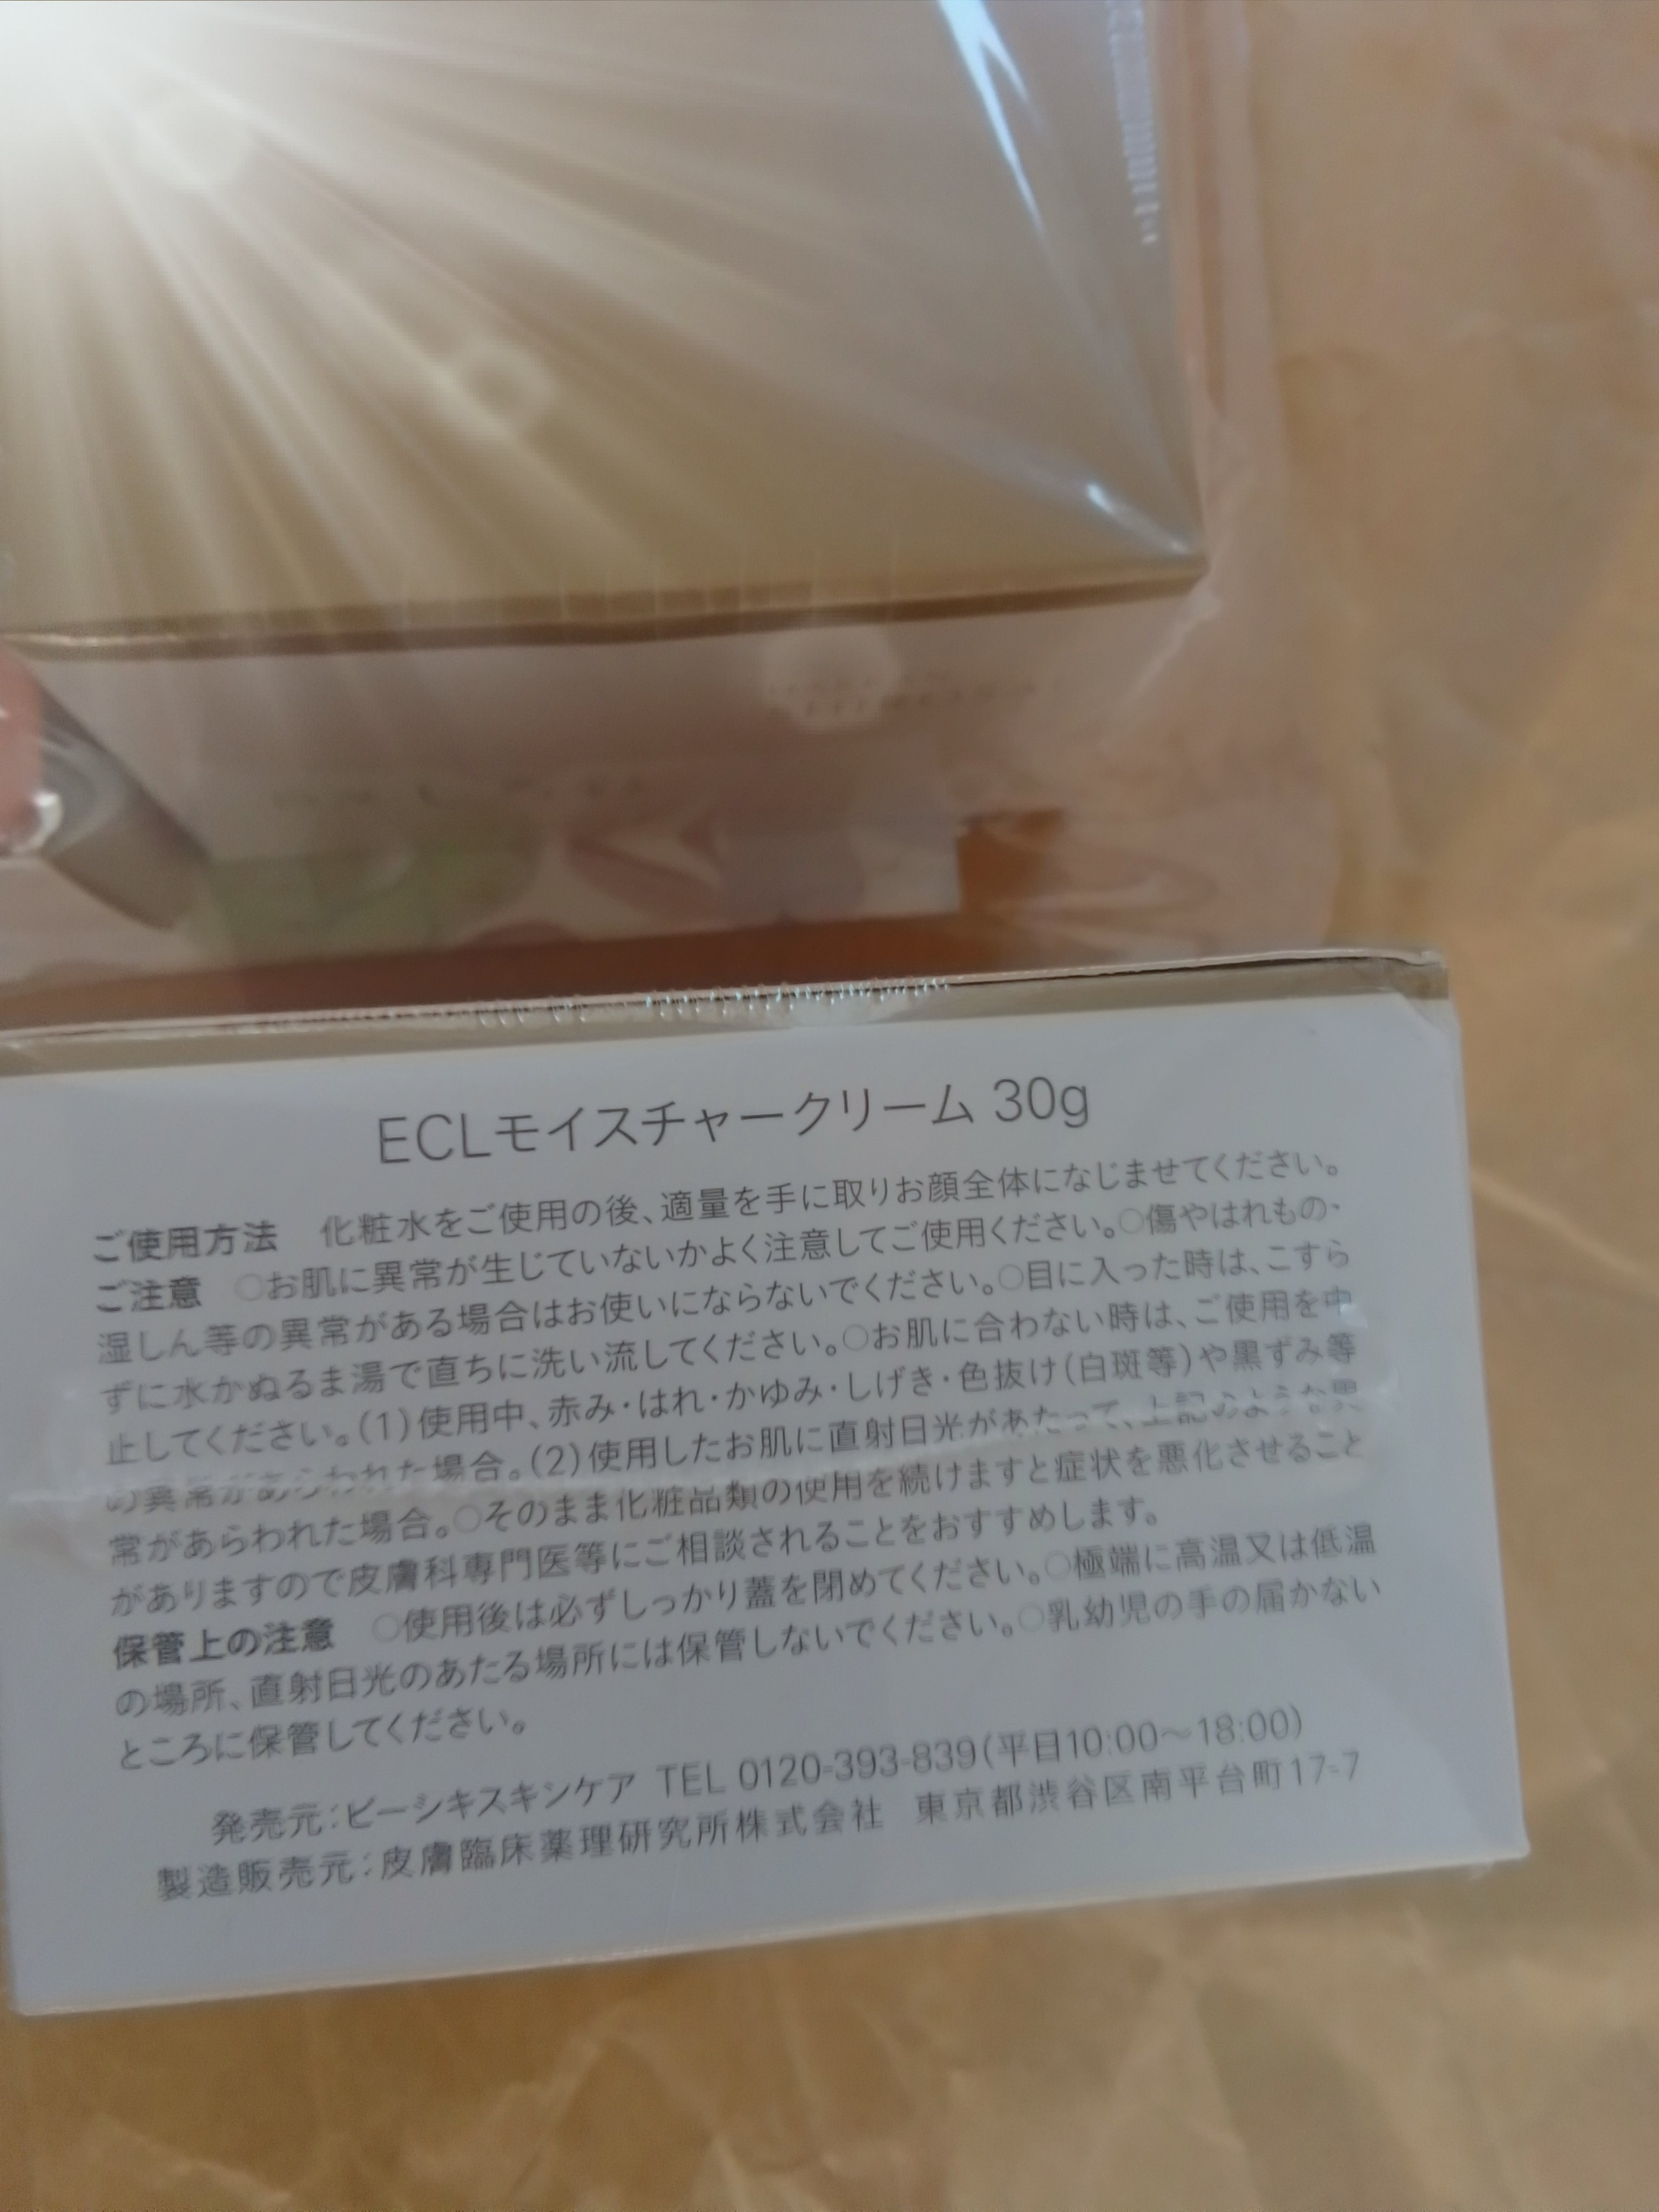 ECLモイスチャークリーム 30g
ご使用方法 化粧水をご使用の後、適量を手に取りお顔全体になじませてください。
ご注意 ○お肌に異常が生じていないかよく注意してご使用ください。○傷やはれもの・
湿しん等の異常がある場合はお使いにならないでください。○目に入った時は、こすら
ずに水かぬるま湯で直ちに洗い流してください。○お肌に合わない時は、ご使用を中
止してください。(1)使用中、赤み・はれ・かゆみ・しげき・色抜け(白斑等)や黒ずみ等
の異常があらわれた場合。(2)使用したお肌に直射日光があたって、上記のような異
常があらわれた場合。○そのまま化粧品類の使用を続けますと症状を悪化させること
がありますので皮膚科専門医等にご相談されることをおすすめします。
保管上の注意 ○使用後は必ずしっかり蓋を閉めてください。○極端に高温又は低温
の場所、直射日光のあたる場所には保管しないでください。○乳幼児の手の届かない
ところに保管してください。
発売元:ビーシキスキンケア TEL 0120-393-839(平日10:00～18:00)
製造販売元:皮膚臨床薬理研究所株式会社 東京都渋谷区南平台町17-7